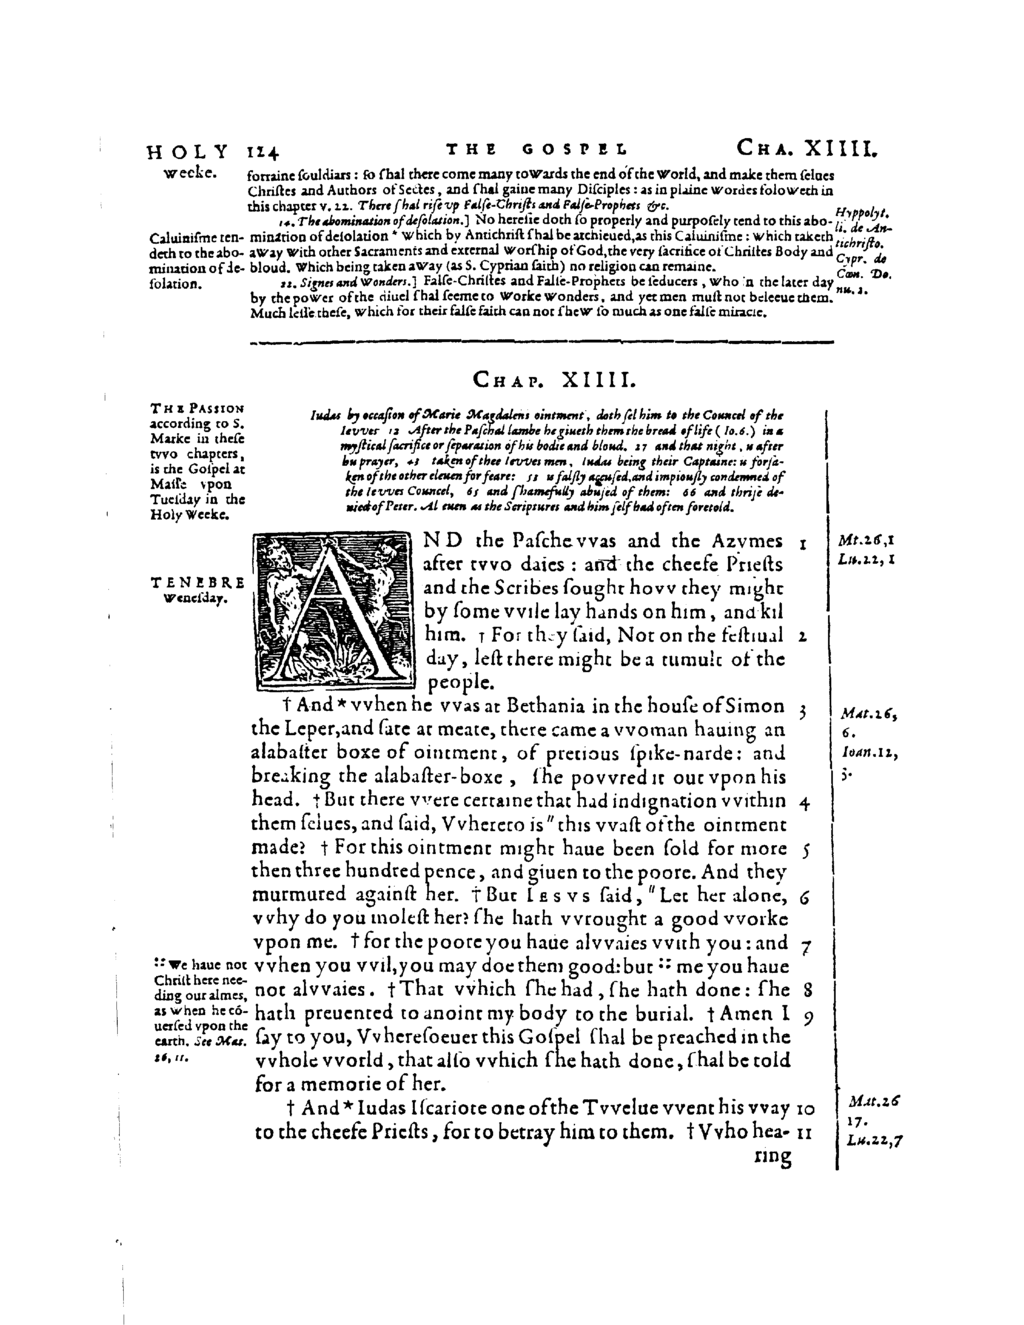 HOLY 124 THE GOSPEL CHA. XIIII.
weeke.
forraine ſouldiars : ſo ſhal there come many towards the end of the world, and make them ſelues
Chriſtes and Authors of Sectes, and ſhal gaine many Diſciples : as in plaine wordes foloweth in
this chapter v. 22. There ſhal riſe vp Falſe-Chriſts and Falſe-Prophets &c.
14. The abomination of deſolation.] No hereſie doth ſo properly and purpoſely tend to this abo-
mination of deſolation * which by Antichriſt ſhal be atchieued, as this Caluiniſme : which taketh
away with other Sacraments and external worſhip of God, the very ſacrifice of Chriſtes Body and
bloud. Which being taken away (as S. Cyprian ſaith) no religion can remaine.
22. Signes and Wonders.] Falſe-Chriſtes and Falſe-Prophets be ſeducers, who in the later day
by the power of the diuel ſhal ſeeme to worke wonders, and yet men muſt not beleeue them.
Much leſſe theſe, which for their falſe faith can not ſhew ſo much as one falſe miracle.
Caluiniſme ten-
deth to the abo-
mination of de-
ſolation.
Hyppolyt.
li. de An-
tichriſto.
Cypr. de
Cœn. Do.
nu. 2.
CHAP. XIIII.
THE PASSION
according to S.
Marke in theſe
tvvo chapters,
is the Goſpel at
Maſſe vpon
Tueſday in the
Holy Weeke.
Iudas by occaſion of Marie Magdalens ointment, doth ſel him to the Councel of the
Ievves 12 After the Paſchal lambe he giueth them the bread of life (Io. 6.) in a
myſtical ſacrifice or ſeparation of his bodie and bloud. 27 and that night, is after
his prayer, 43 taken of thee Ievves men, Iudas being their Captaine: is forſa-
ken of the other eleuen for feare: 53 is falſly accuſed, and impiouſly condemned of
the Ievves Councel, 65 and ſhamefully abuſed of them: 66 and thriſe de-
nied of Peter. Al euen as the Scriptures and him ſelf had often foretold.
TENEBRE
Weneſday.
AND the Paſche vvas and the Azymes 1
after tvvo daies : and the cheefe Prieſts
and the Scribes ſought hovv they might
by ſome vvile lay hands on him, and kil
him. † For they ſaid, Not on the feſtiual 2
day, leſt there might be a tumult of the
people.
† And * vvhen he vvas at Bethania in the houſe of Simon 3
the Leper, and ſate at meate, there came a vvoman hauing an
alabaſter boxe of ointment, of pretious ſpike-narde : and
breaking the alabaſter-boxe, ſhe povvred it out vpon his
head. † But there vvere certaine that had indignation vvithin 4
them ſelues, and ſaid, Vvhereto is " this vvaſt of the ointment
made? † For this ointment might haue been ſold for more 5
then three hundred pence, and giuen to the poore. And they
murmured againſt her. † But IESVS ſaid, " Let her alone, 6
vvhy do you moleſt her? ſhe hath vvrought a good vvorke
vpon me. † for the poore you haue alvvaies vvith you : and 7
vvhen you vvil, you may doe them good: but :: me you haue
not alvvaies. † That vvhich ſhe had, ſhe hath done : ſhe 8
hath preuented to anoint my body to the burial. † Amen I 9
ſay to you, Vvhereſoeuer this Goſpel ſhal be preached in the
vvhole vvorld, that alſo vvhich ſhe hath done, ſhal be told
for a memorie of her.
† And * Iudas Iſcariote one of the Tvvelue vvent his vvay 10
to the cheefe Prieſts, for to betray him to them. † Vvho hea- 11
ring
:: We haue not
Chriſt here nee-
ding our almes,
as when he cō-
uerſed vpon the
earth. See Mat.
26, 11.
Mt. 26, 1
Lu. 22, 1
Mat. 26,
6.
Ioan. 12,
3.
Mat. 26
17.
Lu. 22, 7